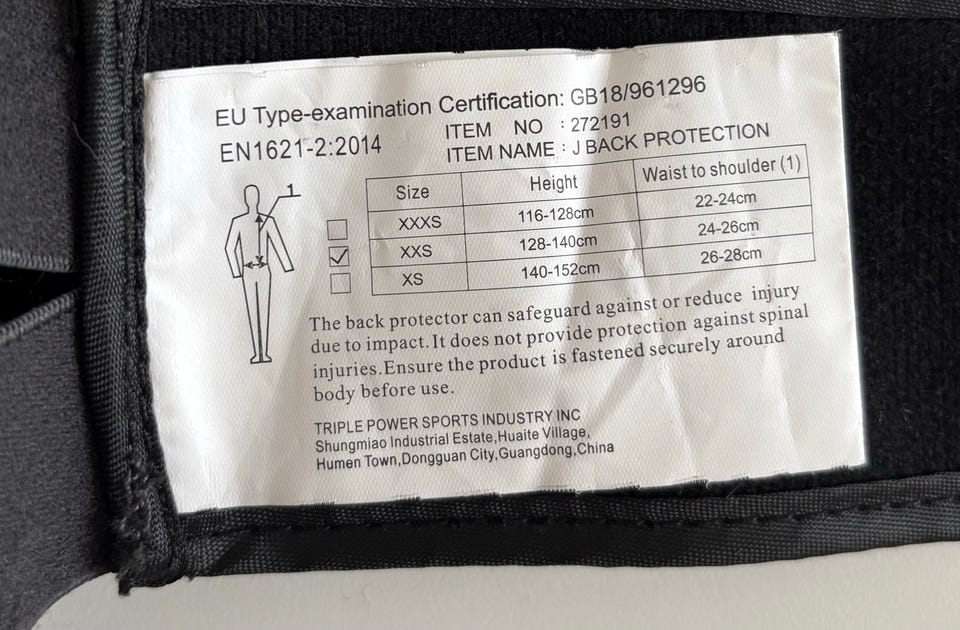 EU Type-examination Certification: GB18/961296
EN1621-2:2014
ITEM NO : 272191
ITEM NAME : J BACK PROTECTION
1
Size Height Waist to shoulder (1)
XXXS 116-128cm 22-24cm
XXS 128-140cm 24-26cm
XS 140-152cm 26-28cm
The back protector can safeguard against or reduce injury
due to impact.It does not provide protection against spinal
injuries.Ensure the product is fastened securely around
body before use.
TRIPLE POWER SPORTS INDUSTRY INC
Shungmiao Industrial Estate,Huaite Village,
Humen Town,Dongguan City,Guangdong,China